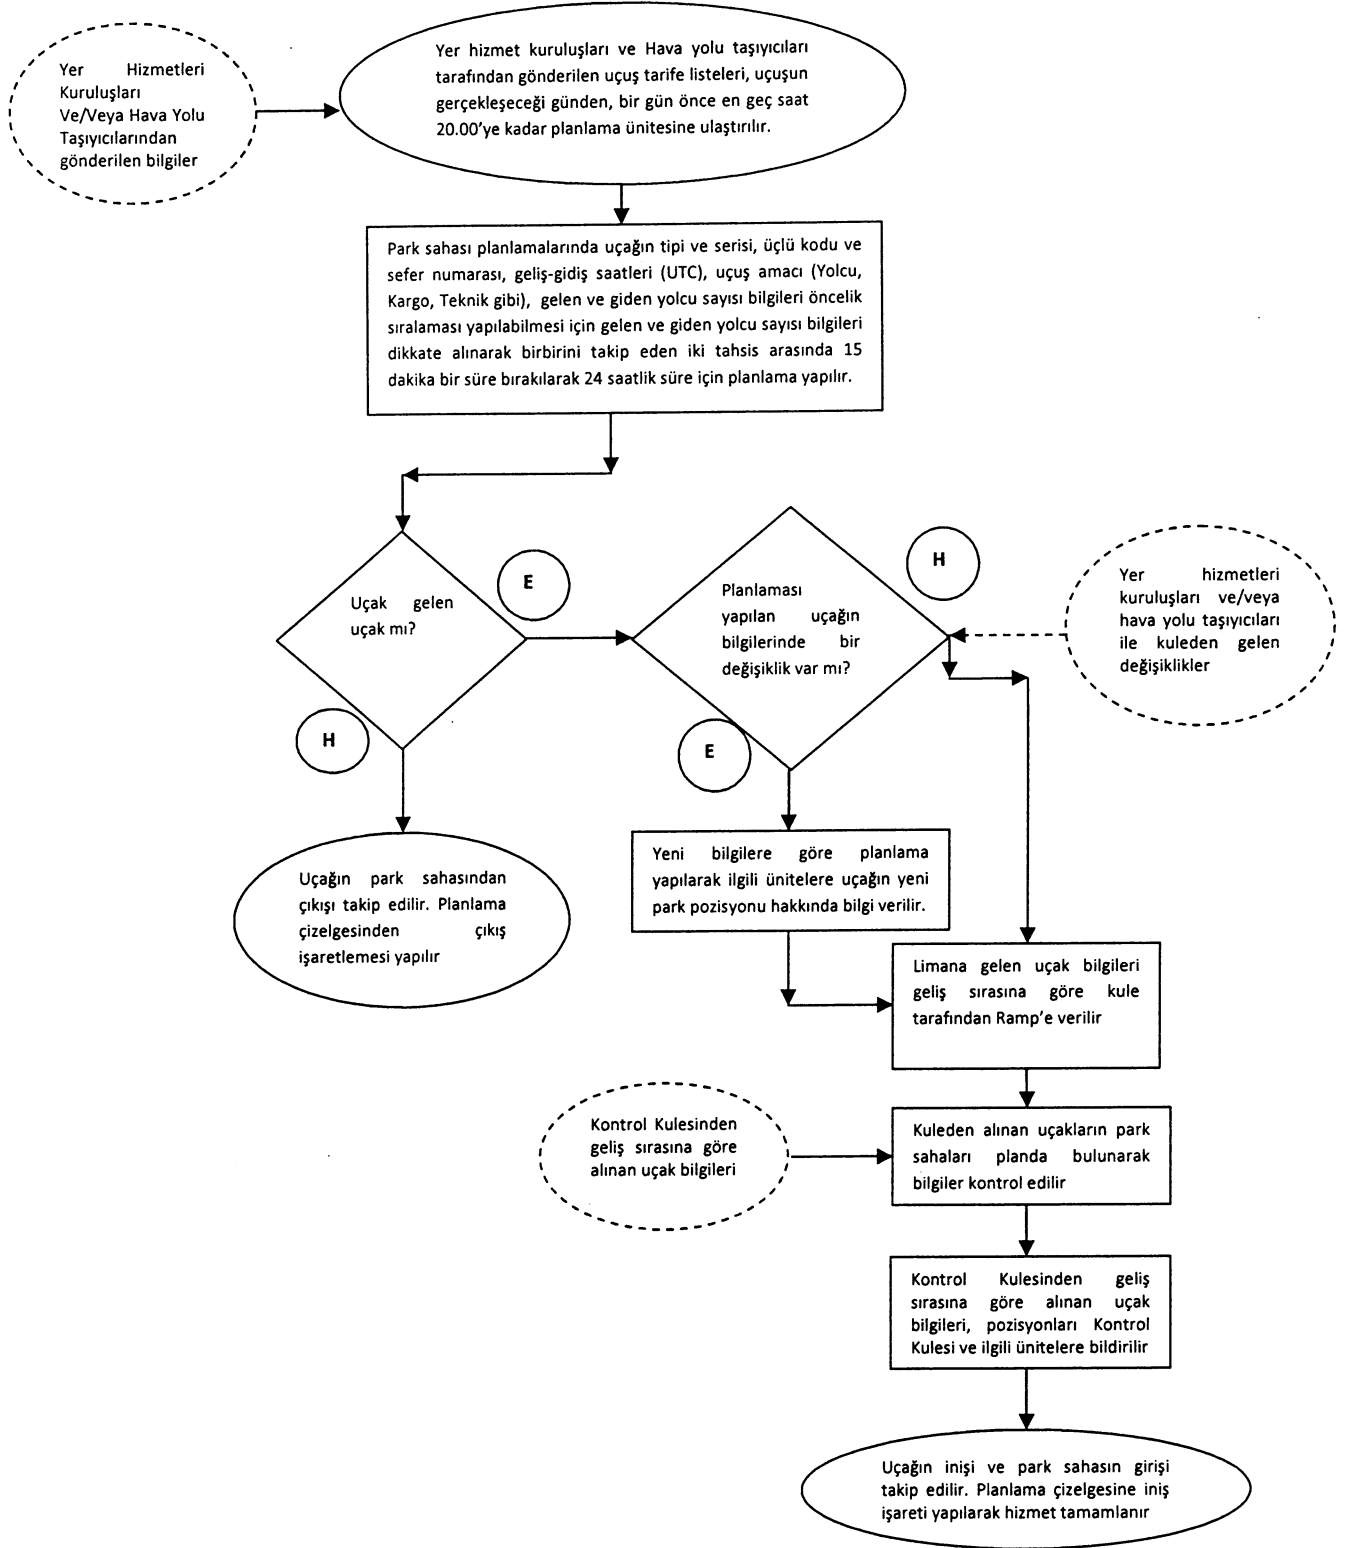 Yer Hizmetleri
Kuruluşları
Ve/Veya Hava Yolu
Taşıyıcılarından
gönderilen bilgiler
Yer hizmet kuruluşları ve Hava yolu taşıyıcıları
tarafından gönderilen uçuş tarife listeleri, uçuşun
gerçekleşeceği günden, bir gün önce en geç saat
20.00'ye kadar planlama ünitesine ulaştırılır.
Park sahası planlamalarında uçağın tipi ve serisi, üçlü kodu ve
sefer numarası, geliş-gidiş saatleri (UTC), uçuş amacı (Yolcu,
Kargo, Teknik gibi), gelen ve giden yolcu sayısı bilgileri öncelik
sıralaması yapılabilmesi için gelen ve giden yolcu sayısı bilgileri
dikkate alınarak birbirini takip eden iki tahsis arasında 15
dakika bir süre bırakılarak 24 saatlik süre için planlama yapılır.
Uçak gelen
uçak mı?
E
H
Planlaması
yapılan uçağın
bilgilerinde bir
değişiklik var mı?
H
E
Yer hizmetleri
kuruluşları ve/veya
hava yolu taşıyıcıları
ile kuleden gelen
değişiklikler
Uçağın park sahasından
çıkışı takip edilir. Planlama
çizelgesinden çıkış
işaretlemesi yapılır
Yeni bilgilere göre planlama
yapılarak ilgili ünitelere uçağın yeni
park pozisyonu hakkında bilgi verilir.
Limana gelen uçak bilgileri
geliş sırasına göre kule
tarafından Ramp'e verilir
Kontrol Kulesinden
geliş sırasına göre
alınan uçak bilgileri
Kuleden alınan uçakların park
sahaları planda bulunarak
bilgiler kontrol edilir
Kontrol Kulesinden geliş
sırasına göre alınan uçak
bilgileri, pozisyonları Kontrol
Kulesi ve ilgili ünitelere bildirilir
Uçağın inişi ve park sahasın girişi
takip edilir. Planlama çizelgesine iniş
işareti yapılarak hizmet tamamlanır